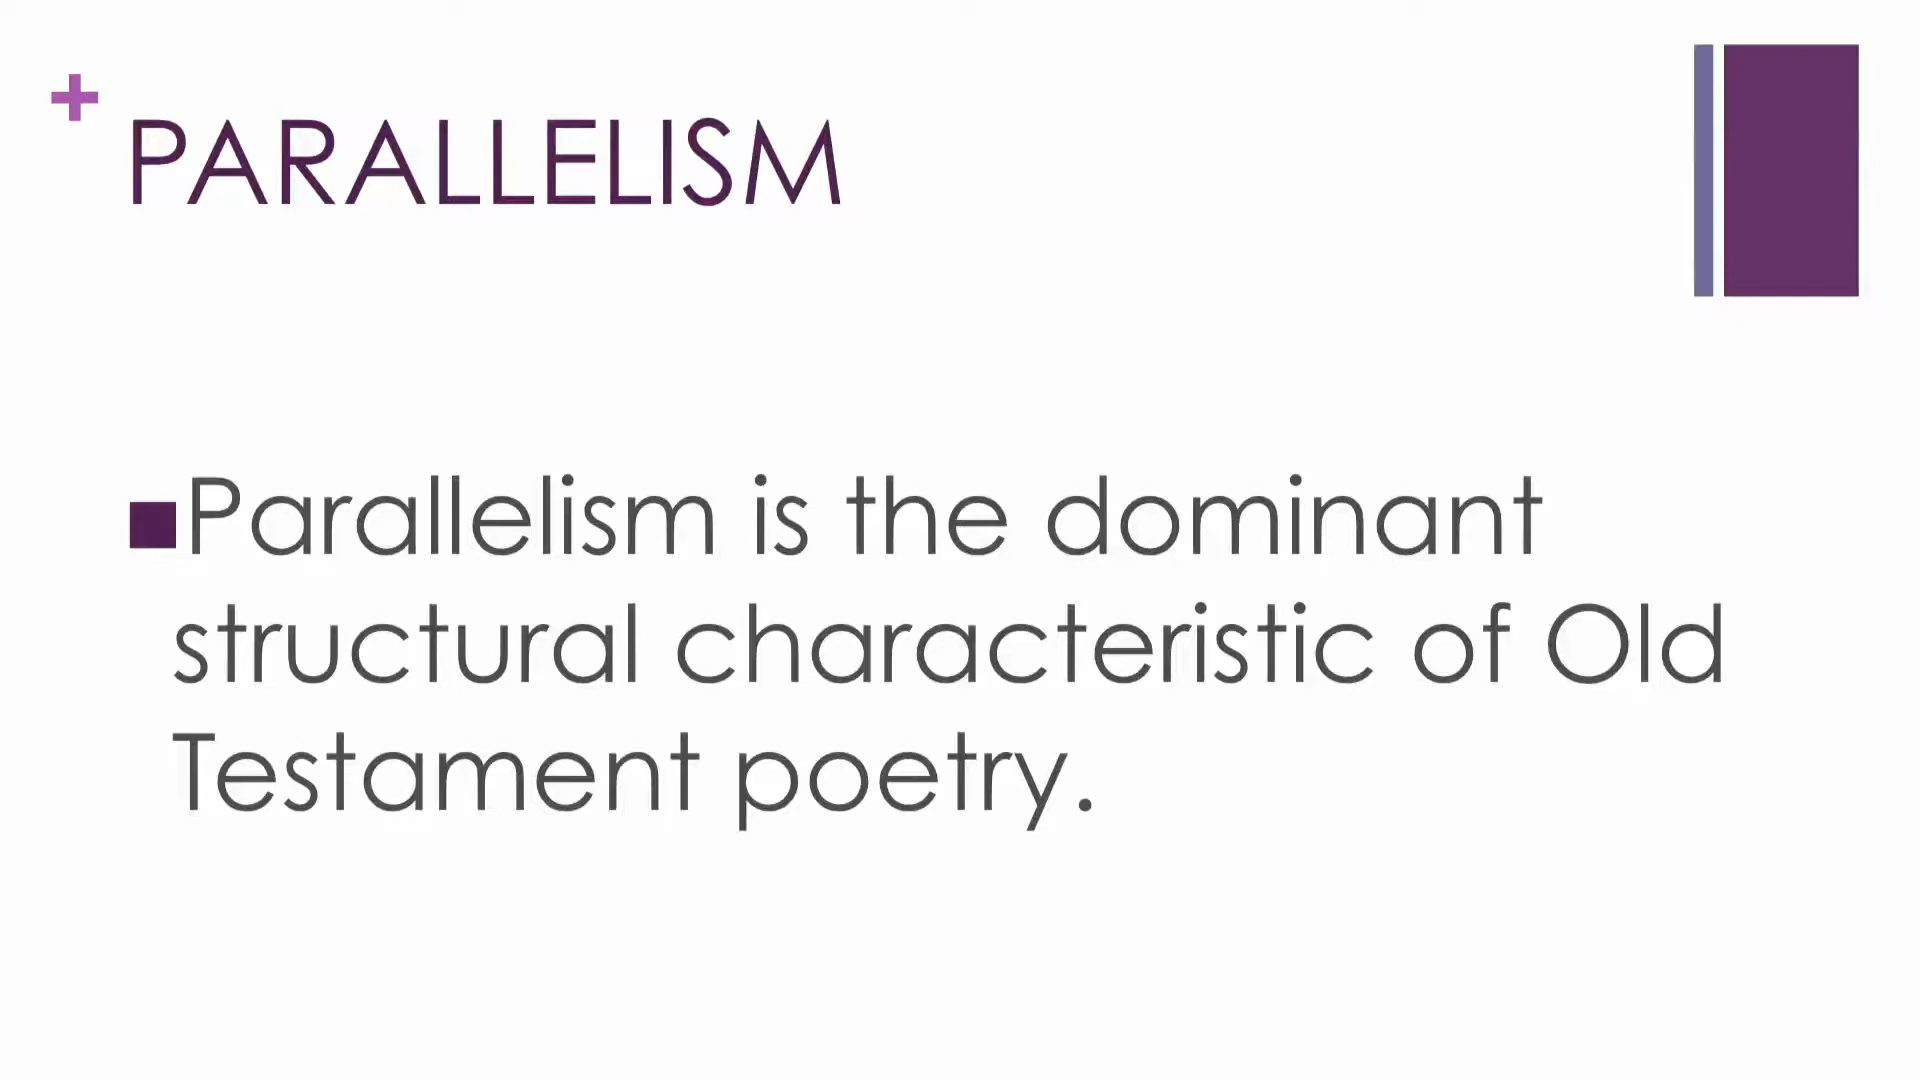 +
PARALLELISM
■Parallelism is the dominant
structural characteristic of Old
Testament poetry.